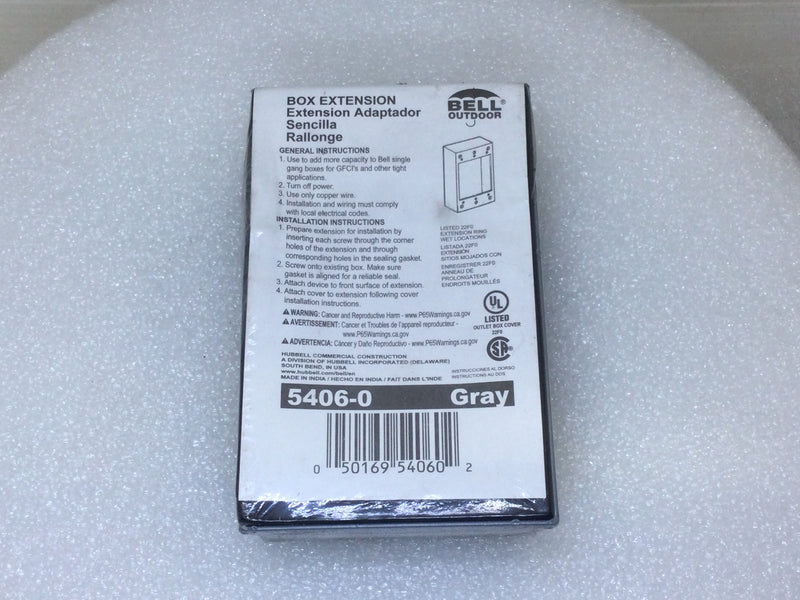 BOX EXTENSION
Extension Adaptador
Sencilla
Rallonge
BELL®
OUTDOOR
GENERAL INSTRUCTIONS
1. Use to add more capacity to Bell single
gang boxes for GFCI's and other tight
applications.
2. Turn off power.
3. Use only copper wire.
4. Installation and wiring must comply
with local electrical codes.
INSTALLATION INSTRUCTIONS
1. Prepare extension for installation by
inserting each screw through the corner
holes of the extension and through
corresponding holes in the sealing gasket.
2. Screw onto existing box. Make sure
gasket is aligned for a reliable seal.
3. Attach device to front surface of extension.
4. Attach cover to extension following cover
installation instructions.
LISTED 22F0
EXTENSION RING
WET LOCATIONS
LISTADA 22F0
EXTENSIÓN
SITIOS MOJADOS CON
ENREGISTRER 22F0
ANNEAU DE
PROLONGATEUR
ENDROITS MOUILLÉS
UL
LISTED
OUTLET BOX COVER
22F0
SA
⚠ WARNING: Cancer and Reproductive Harm - www.P65Warnings.ca.gov
⚠ AVERTISSEMENT: Cancer et Troubles de l'appareil reproducteur -
www.P65Warnings.ca.gov
⚠ ADVERTENCIA: Cáncer y Daño Reproductivo - www.P65Warnings.ca.gov
HUBBELL COMMERCIAL CONSTRUCTION
A DIVISION OF HUBBELL INCORPORATED (DELAWARE)
SOUTH BEND, IN USA
www.hubbell.com/bell/en
MADE IN INDIA / HECHO EN INDIA / FAIT DANS L'INDE
INSTRUCCIONES AL DORSO
INSTRUCTIONS AU DOS
5406-0 Gray
0 50169 54060 2